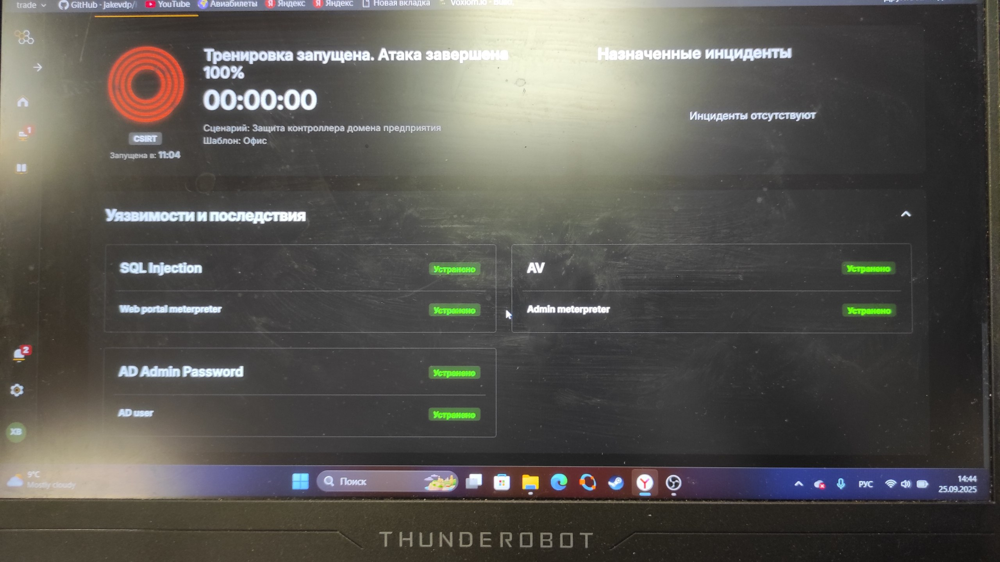 trade
GitHub - jakevdp/
YouTube
Авиабилеты
Яндекс
Яндекс
Новая вкладка
Тренировка запущена. Атака завершена
100%
00:00:00
Сценарий: Защита контроллера домена предприятия
Шаблон: Офис
CSIRT
Запущена в: 11:04
Назначенные инциденты
Инциденты отсутствуют
1
Уязвимости и последствия
SQL Injection
Устранено
Web portal meterpreter
Устранено
AV
Устранено
Admin meterpreter
Устранено
AD Admin Password
Устранено
AD user
Устранено
2
XB
9°C
Mostly cloudy
Поиск
РУС
14:44
25.09.2025
THUNDEROBOT